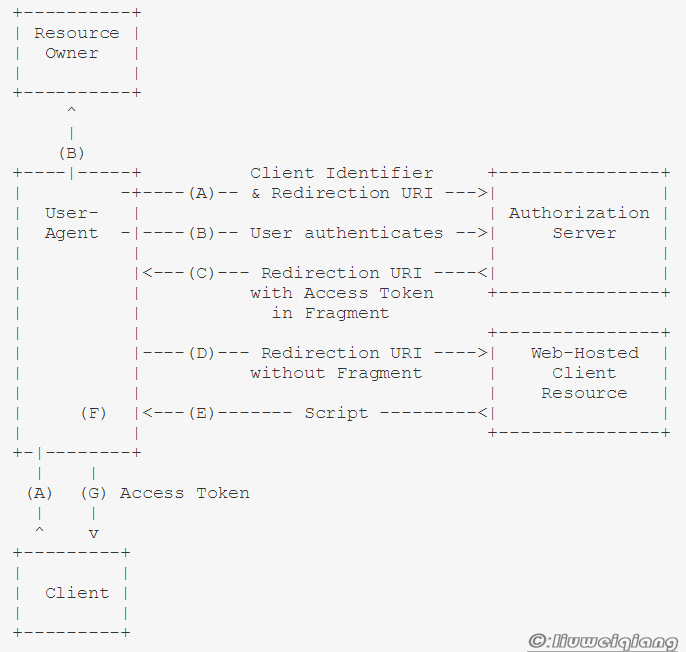 +----------+
| Resource |
|  Owner   |
|          |
+----------+
     ^
     |
    (B)
+----|-----+          Client Identifier     +---------------+
|         -+----(A)-- & Redirection URI --->|               |
|  User-   |                                | Authorization |
|  Agent  -|----(B)-- User authenticates -->|     Server    |
|          |                                |               |
|          |<---(C)--- Redirection URI ----<|               |
|          |          with Access Token     +---------------+
|          |            in Fragment
|          |                                +---------------+
|          |----(D)--- Redirection URI ---->|   Web-Hosted  |
|          |          without Fragment      |     Client    |
|          |                                |    Resource   |
|     (F)  |<---(E)------- Script ---------<|               |
|          |                                +---------------+
+-|--------+
  |    |
 (A)  (G) Access Token
  |    |
  ^    v
+---------+
|         |
|  Client |
|         |
+---------+
©:liuweiqiang